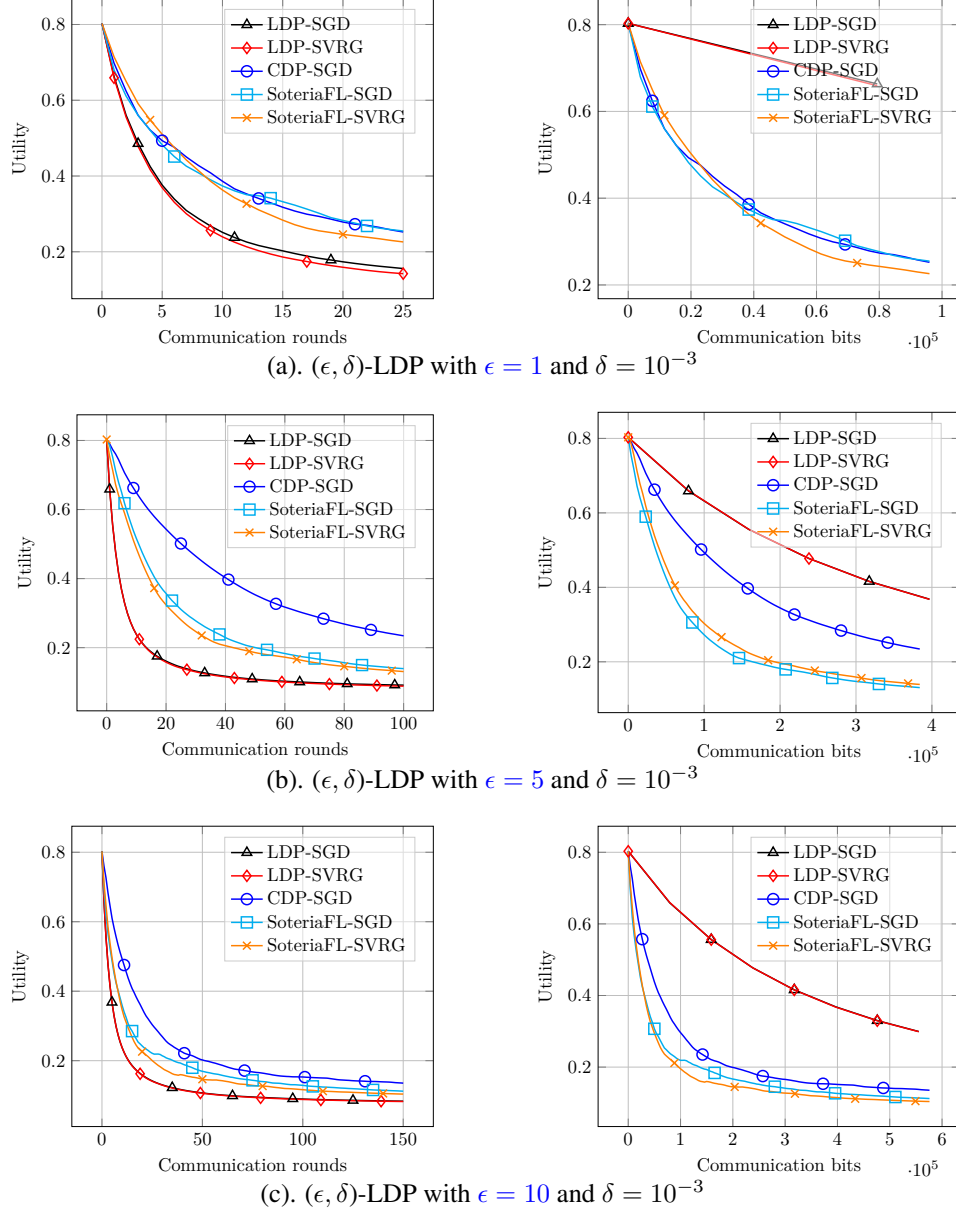 LDP-SGD
LDP-SVRG
CDP-SGD
SoteriaFL-SGD
SoteriaFL-SVRG
0.8
0.6
0.4
0.2
Utility
0 5 10 15 20 25
Communication rounds
LDP-SGD
LDP-SVRG
CDP-SGD
SoteriaFL-SGD
SoteriaFL-SVRG
0.8
0.6
0.4
0.2
Utility
0 0.2 0.4 0.6 0.8 1
Communication bits
·10⁵
(a). (ϵ, δ)-LDP with ϵ = 1 and δ = 10⁻³
LDP-SGD
LDP-SVRG
CDP-SGD
SoteriaFL-SGD
SoteriaFL-SVRG
0.8
0.6
0.4
0.2
Utility
0 20 40 60 80 100
Communication rounds
LDP-SGD
LDP-SVRG
CDP-SGD
SoteriaFL-SGD
SoteriaFL-SVRG
0.8
0.6
0.4
0.2
Utility
0 1 2 3 4
Communication bits
·10⁵
(b). (ϵ, δ)-LDP with ϵ = 5 and δ = 10⁻³
LDP-SGD
LDP-SVRG
CDP-SGD
SoteriaFL-SGD
SoteriaFL-SVRG
0.8
0.6
0.4
0.2
Utility
0 50 100 150
Communication rounds
LDP-SGD
LDP-SVRG
CDP-SGD
SoteriaFL-SGD
SoteriaFL-SVRG
0.8
0.6
0.4
0.2
Utility
0 1 2 3 4 5 6
Communication bits
·10⁵
(c). (ϵ, δ)-LDP with ϵ = 10 and δ = 10⁻³